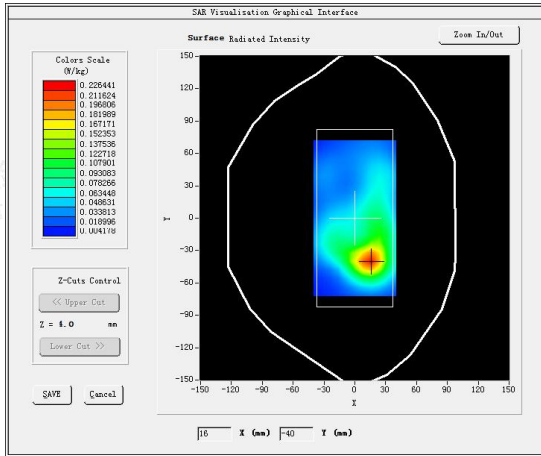 SAR Visualisation Graphical Interface
Surface Radiated Intensity
Zoom In/Out
Colors Scale
(W/kg)
0.226441
0.211624
0.196806
0.181989
0.167171
0.152353
0.137536
0.122718
0.107901
0.093083
0.078266
0.063448
0.048631
0.033813
0.018996
0.004178
Z-Cuts Control
<< Upper Cut
Z = 4.0 mm
Lower Cut >>
SAVE Cancel
150
120
90
60
30
0
-30
-60
-90
-120
-150
Y
-150 -120 -90 -60 -30 0 30 60 90 120 150
X
16 X (mm) -40 Y (mm)